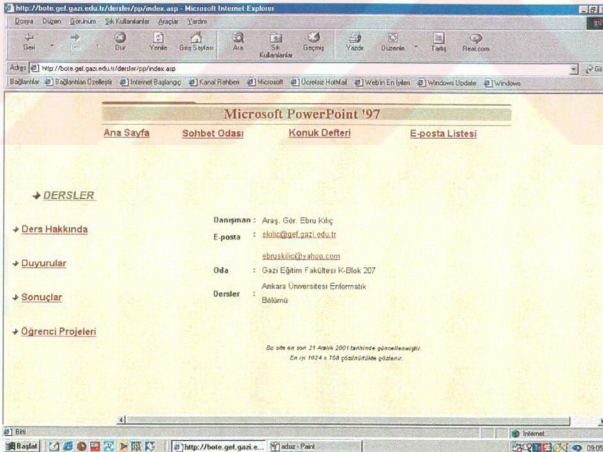 http://bote.gef.gazi.edu.tr/dersler/pp/index.asp - Microsoft Internet Explorer
Dosya Düzen Görünüm Sık Kullanılanlar Araçlar Yardım
Geri Dur Yenile Giriş Sayfası Ara Sık Kullanılanlar Geçmiş Yazdır Düzenle Tartış Real.com
Adres http://bote.gef.gazi.edu.tr/dersler/pp/index.asp
Bağlantılar Bağlantıları Özelleştir Internet Başlangıç Kanal Rehberi Microsoft Ücretsiz HotMail Web'in En İyileri Windows Update Windows
Microsoft PowerPoint '97
Ana Sayfa Sohbet Odası Konuk Defteri E-posta Listesi
DERSLER
Ders Hakkında
Duyurular
Sonuçlar
Öğrenci Projeleri
Danışman : Araş. Gör. Ebru Kılıç
E-posta : ekilic@gef.gazi.edu.tr
ebruskilic@yahoo.com
Oda : Gazi Eğitim Fakültesi K-Blok 207
Dersler : Ankara Üniversitesi Enformatik
Bölümü
Bu site en son 21 Aralık 2001 tarihinde güncellenmiştir.
En iyi 1024 x 768 çözünürlükte gözlenir.
Bitti Internet
Başlat http://bote.gef.gazi.e... adsız - Paint 09:05